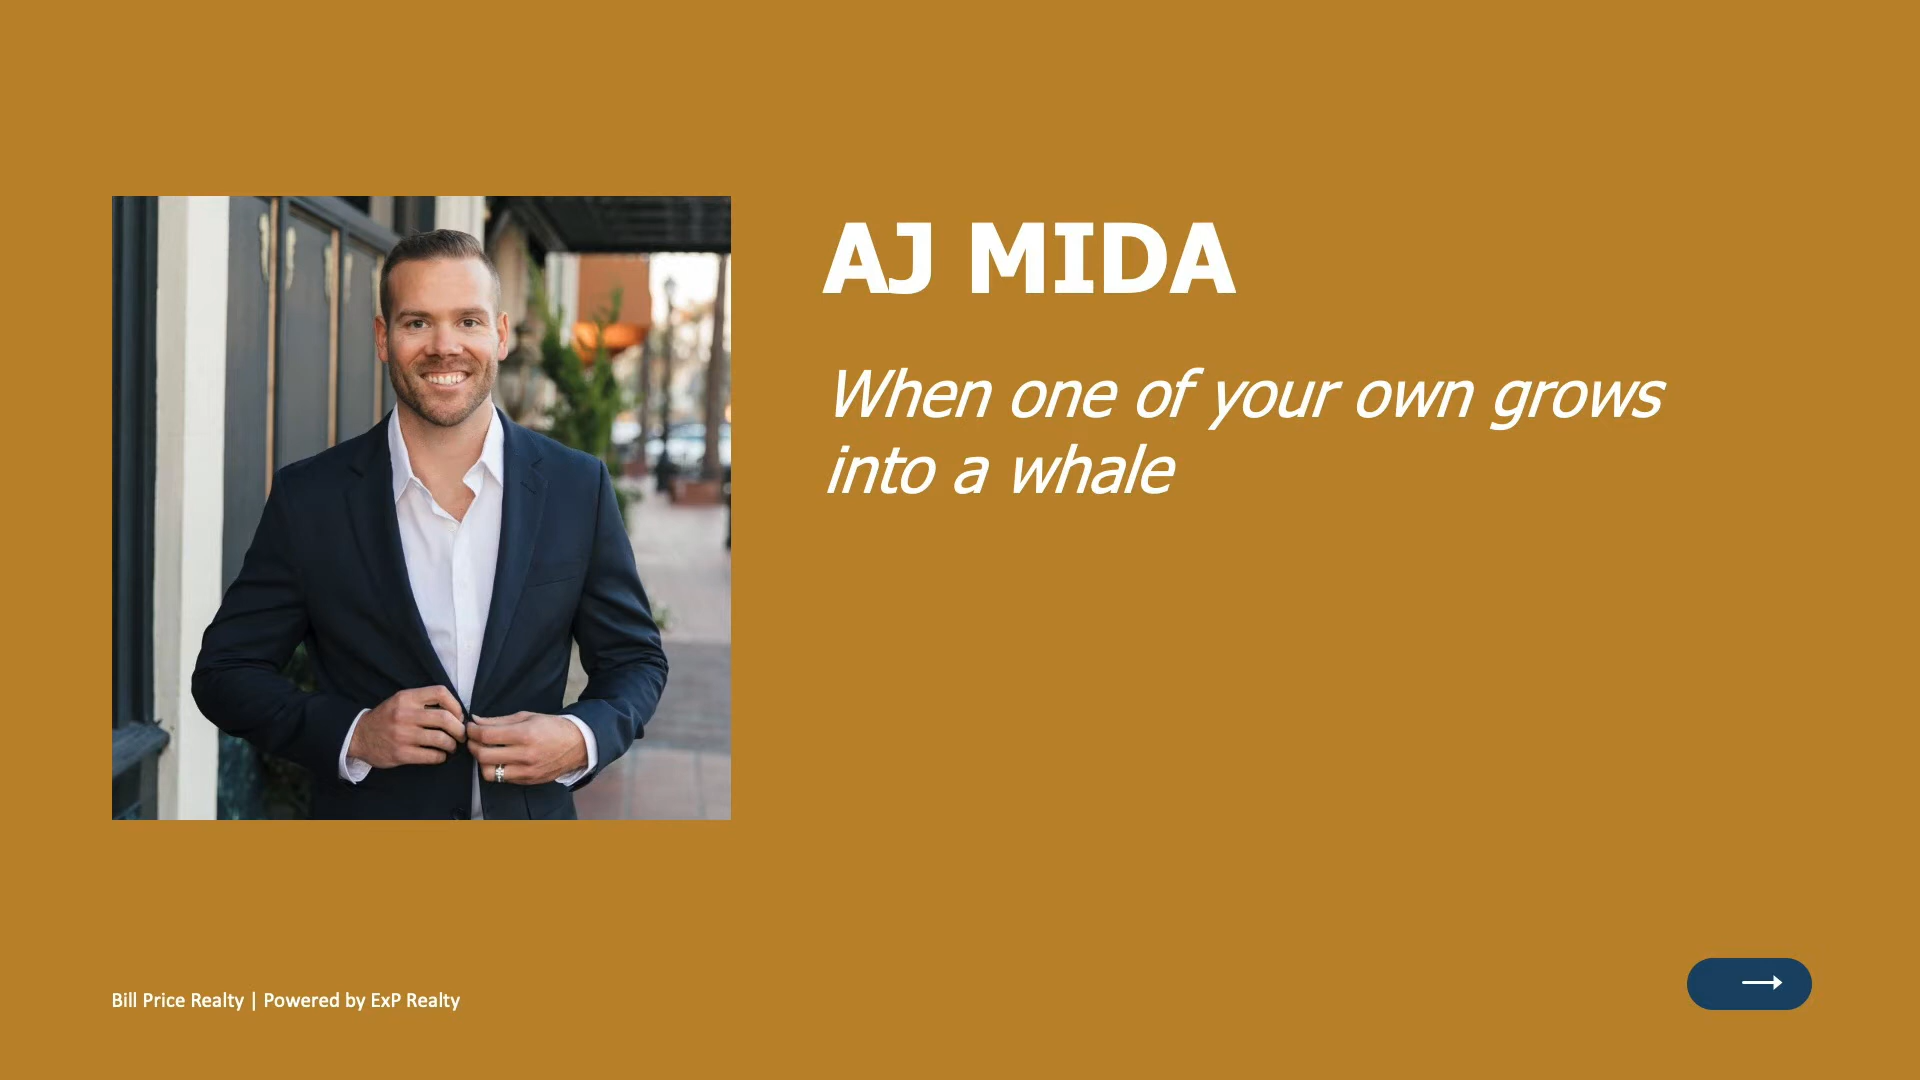 AJ MIDA
When one of your own grows
into a whale
Bill Price Realty | Powered by ExP Realty